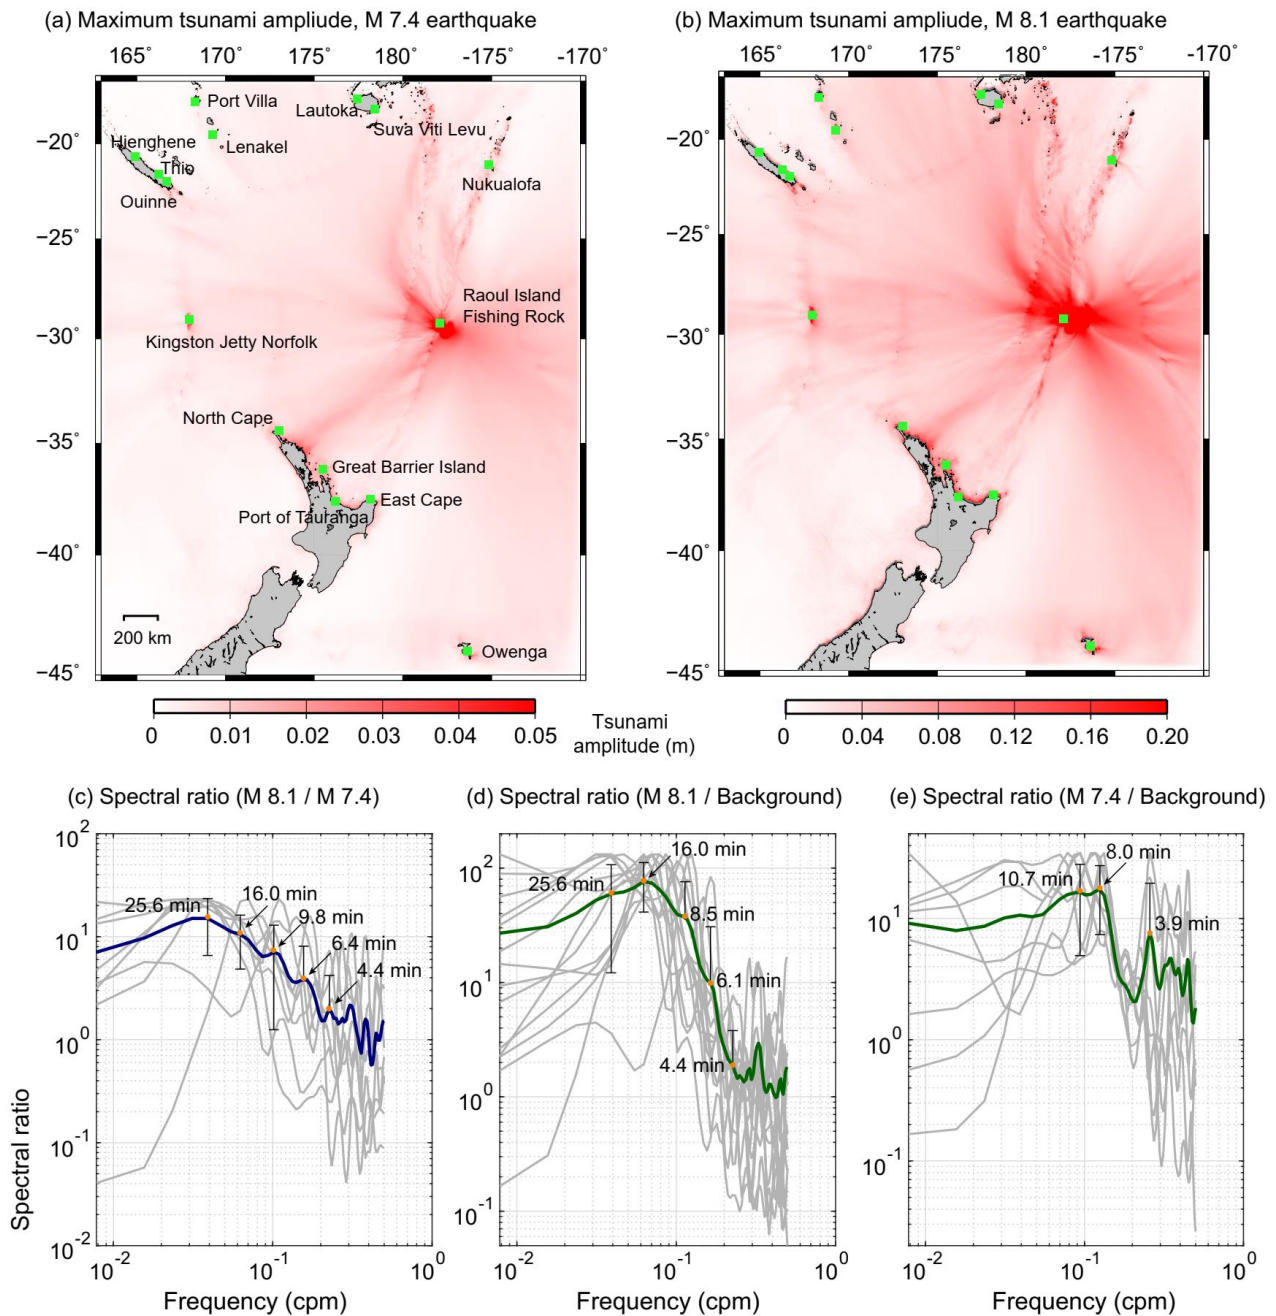 (a) Maximum tsunami ampliude, M 7.4 earthquake
165˚ 170˚ 175˚ 180˚ -175˚ -170˚
−20˚
−25˚
−30˚
−35˚
−40˚
−45˚
Port Villa
Lautoka
Suva Viti Levu
Hienghene
Lenakel
Thio
Ouinne
Nukualofa
Raoul Island
Fishing Rock
Kingston Jetty Norfolk
North Cape
Great Barrier Island
East Cape
Port of Tauranga
200 km
Owenga
0 0.01 0.02 0.03 0.04 0.05
Tsunami
amplitude (m)
(b) Maximum tsunami ampliude, M 8.1 earthquake
165˚ 170˚ 175˚ 180˚ -175˚ -170˚
−20˚
−25˚
−30˚
−35˚
−40˚
−45˚
0 0.04 0.08 0.12 0.16 0.20
(c) Spectral ratio (M 8.1 / M 7.4)
10^2
10^1
10^0
10^-1
10^-2
25.6 min
16.0 min
9.8 min
6.4 min
4.4 min
Spectral ratio
10^-2 10^-1 10^0
Frequency (cpm)
(d) Spectral ratio (M 8.1 / Background)
10^2
10^1
10^0
10^-1
25.6 min
16.0 min
8.5 min
6.1 min
4.4 min
10^-2 10^-1 10^0
Frequency (cpm)
(e) Spectral ratio (M 7.4 / Background)
10^1
10^0
10^-1
10.7 min
8.0 min
3.9 min
10^-2 10^-1 10^0
Frequency (cpm)